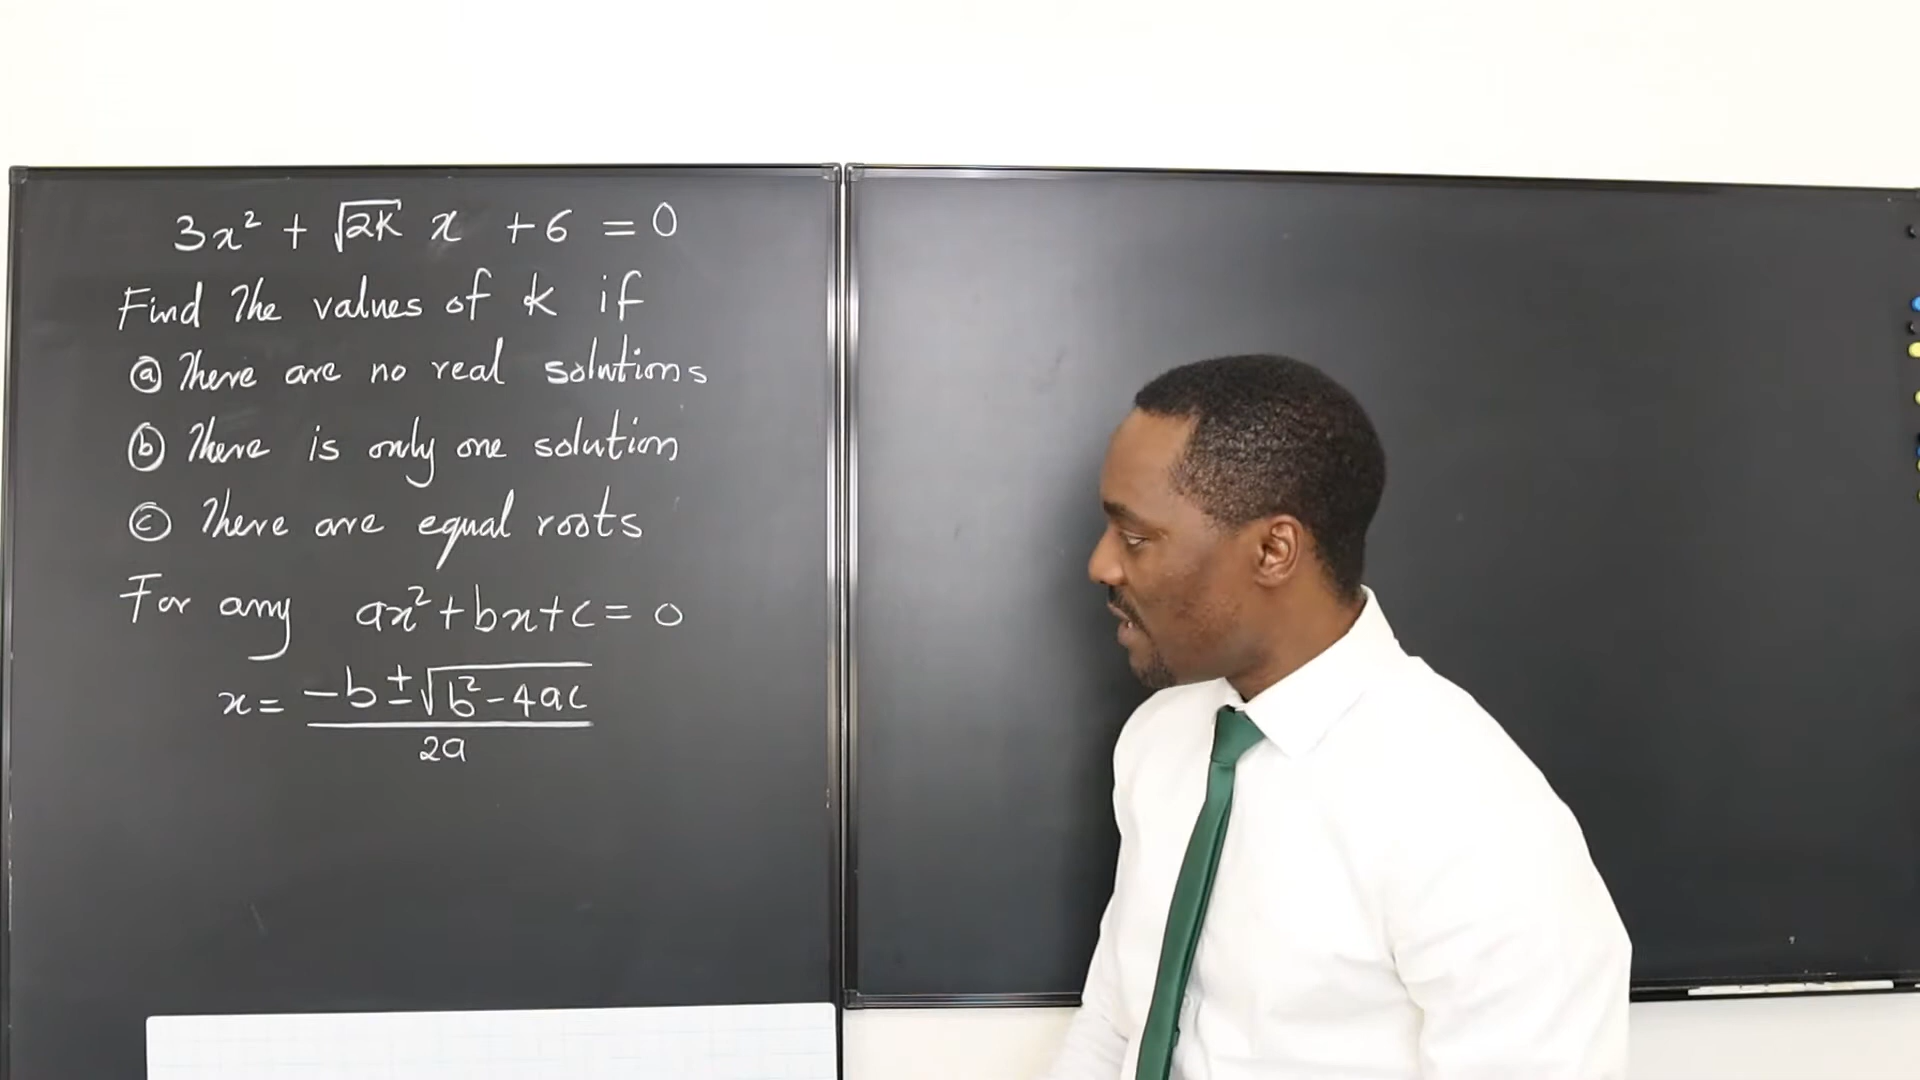 3x² + √2k x + 6 = 0
Find the values of k if
ⓐ There are no real solutions
ⓑ There is only one solution
ⓒ There are equal roots
For any ax² + bx + c = 0
x = (-b ± √(b² - 4ac)) / 2a